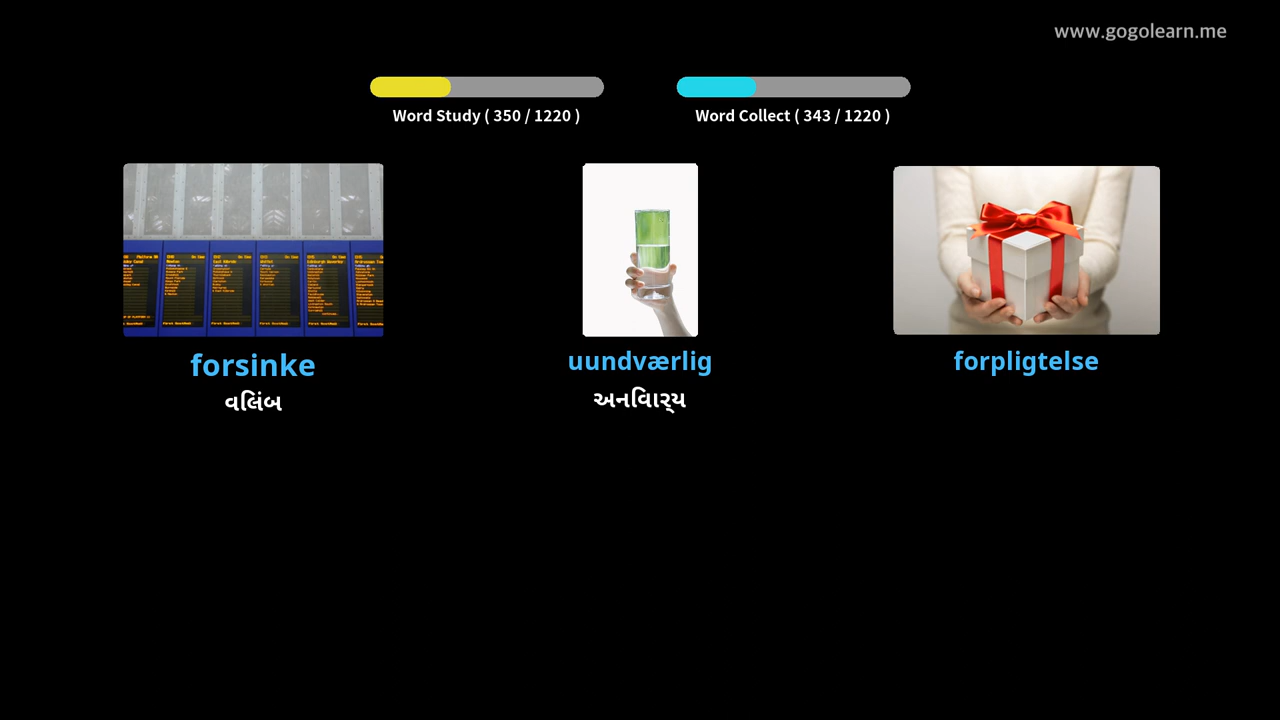 www.gogolearn.me
Word Study ( 350 / 1220 )
Word Collect ( 343 / 1220 )
forsinke
uundværlig
forpligtelse
વિલંબ
અનિવાર્ય